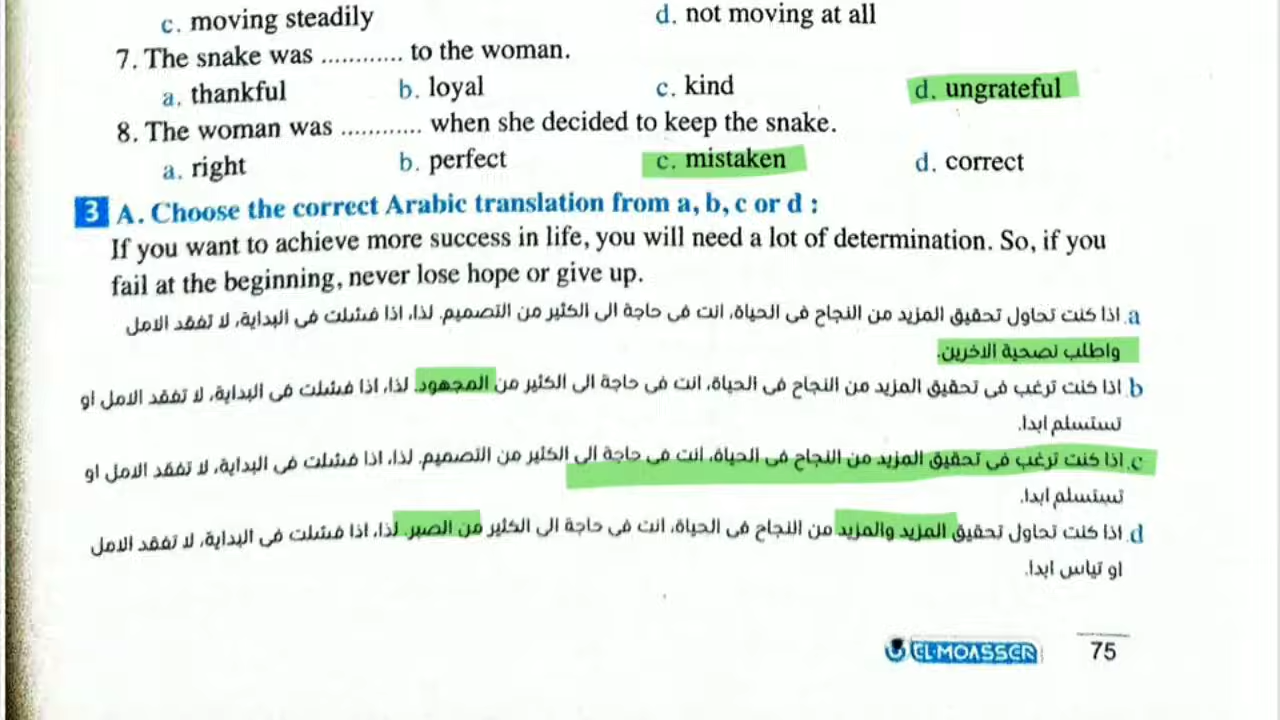 c. moving steadily d. not moving at all
7. The snake was ............ to the woman.
a. thankful b. loyal c. kind d. ungrateful
8. The woman was ............ when she decided to keep the snake.
a. right b. perfect c. mistaken d. correct
3 A. Choose the correct Arabic translation from a, b, c or d :
If you want to achieve more success in life, you will need a lot of determination. So, if you
fail at the beginning, never lose hope or give up.
a. اذا كنت تحاول تحقيق المزيد من النجاح فى الحياة، انت فى حاجة الى الكثير من التصميم. لذا، اذا فشلت فى البداية، لا تفقد الامل
واطلب نصحية الاخرين.
b. اذا كنت ترغب فى تحقيق المزيد من النجاح فى الحياة، انت فى حاجة الى الكثير من المجهود. لذا، اذا فشلت فى البداية، لا تفقد الامل او
تستسلم ابدا.
c. اذا كنت ترغب فى تحقيق المزيد من النجاح فى الحياة، انت فى حاجة الى الكثير من التصميم. لذا، اذا فشلت فى البداية، لا تفقد الامل او
تستسلم ابدا.
d. اذا كنت تحاول تحقيق المزيد والمزيد من النجاح فى الحياة، انت فى حاجة الى الكثير من الصبر. لذا، اذا فشلت فى البداية، لا تفقد الامل
او تياس ابدا.
EL-MOASSER 75